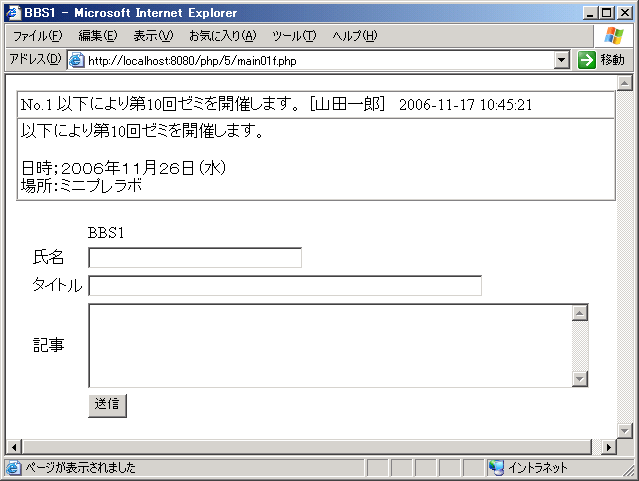 BBS1 - Microsoft Internet Explorer
ファイル(F) 編集(E) 表示(V) お気に入り(A) ツール(T) ヘルプ(H)
アドレス(D) http://localhost:8080/php/5/main01f.php 移動
No.1 以下により第10回ゼミを開催します。 [山田一郎] 2006-11-17 10:45:21
以下により第10回ゼミを開催します。
日時；２００６年１１月２６日（水）
場所：ミニプレラボ
BBS1
氏名
タイトル
記事
送信
ページが表示されました イントラネット